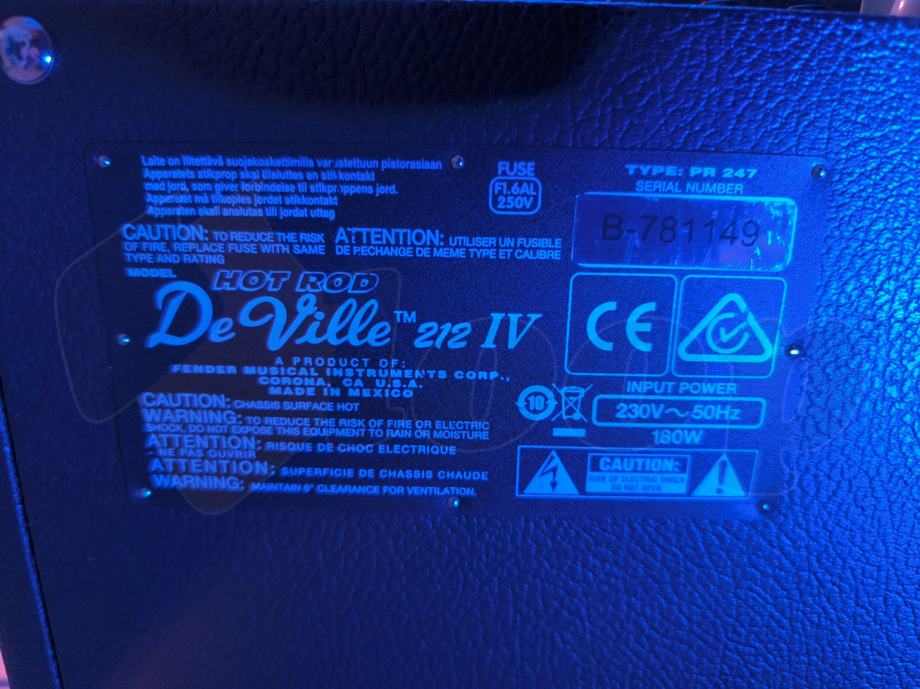 Laite on liitettävä suojakoskettimilla varustettuun pistorasiaan
Apparatets stikprop skal tilsluttes en stikkontakt
med jord, som giver forbindelse til stikproppens jord.
Apparatet må tilkoples jordet stikkontakt
Apparaten skall anslutas till jordat uttag
FUSE
F1.6AL
250V
TYPE: PR 247
SERIAL NUMBER
B-781149
CAUTION: TO REDUCE THE RISK
OF FIRE, REPLACE FUSE WITH SAME
TYPE AND RATING
ATTENTION: UTILISER UN FUSIBLE
DE RECHANGE DE MEME TYPE ET CALIBRE
MODEL
HOT ROD
DeVille™ 212 IV
A PRODUCT OF:
FENDER MUSICAL INSTRUMENTS CORP.,
CORONA, CA U.S.A.
MADE IN MEXICO
CE
CAUTION: CHASSIS SURFACE HOT
WARNING: TO REDUCE THE RISK OF FIRE OR ELECTRIC
SHOCK, DO NOT EXPOSE THIS EQUIPMENT TO RAIN OR MOISTURE
ATTENTION: RISQUE DE CHOC ELECTRIQUE
- NE PAS OUVRIR
ATTENTION: SUPERFICIE DE CHASSIS CHAUDE
WARNING: MAINTAIN 6" CLEARANCE FOR VENTILATION.
INPUT POWER
10
230V~50Hz
180W
CAUTION:
RISK OF ELECTRIC SHOCK
DO NOT OPEN